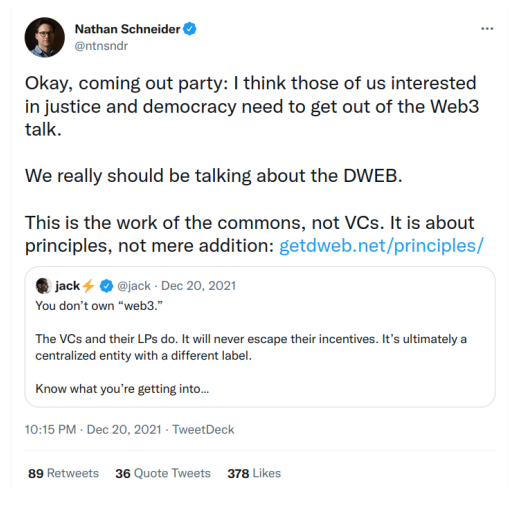 Nathan Schneider
@ntnsndr
Okay, coming out party: I think those of us interested
in justice and democracy need to get out of the Web3
talk.
We really should be talking about the DWEB.
This is the work of the commons, not VCs. It is about
principles, not mere addition: getdweb.net/principles/
jack⚡ @jack · Dec 20, 2021
You don’t own “web3.”
The VCs and their LPs do. It will never escape their incentives. It’s ultimately a
centralized entity with a different label.
Know what you’re getting into…
10:15 PM · Dec 20, 2021 · TweetDeck
89 Retweets 36 Quote Tweets 378 Likes